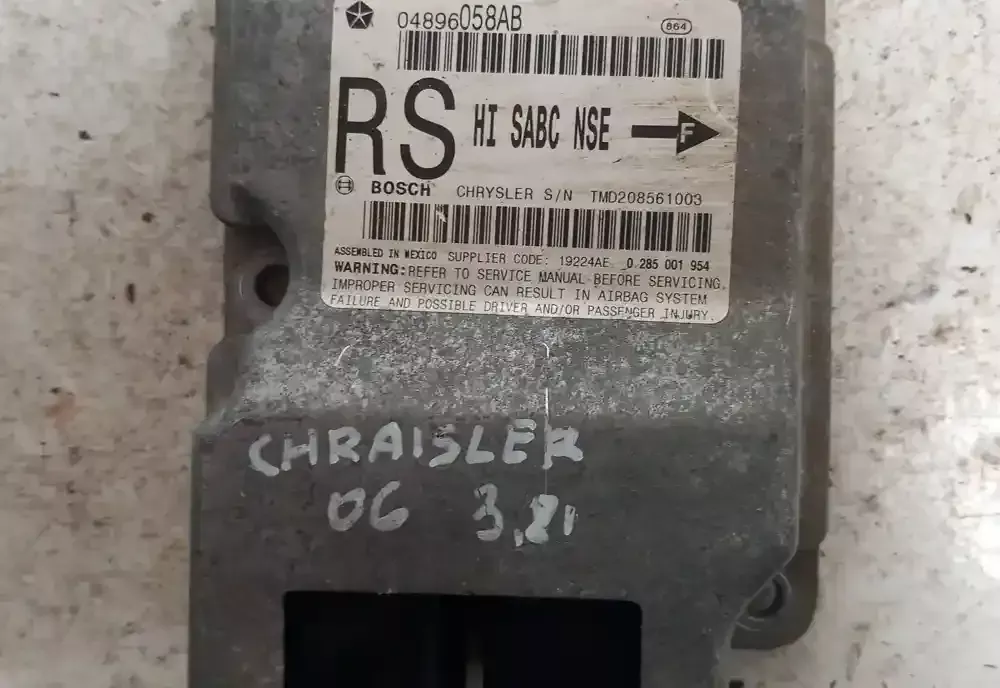 04896058AB 864
RS HI SABC NSE F
BOSCH CHRYSLER S/N TMD208561003
ASSEMBLED IN MEXICO SUPPLIER CODE: 19224AE 0 285 001 954
WARNING: REFER TO SERVICE MANUAL BEFORE SERVICING.
IMPROPER SERVICING CAN RESULT IN AIRBAG SYSTEM
FAILURE AND POSSIBLE DRIVER AND/OR PASSENGER INJURY.
CHRAISLER
06 3,8i